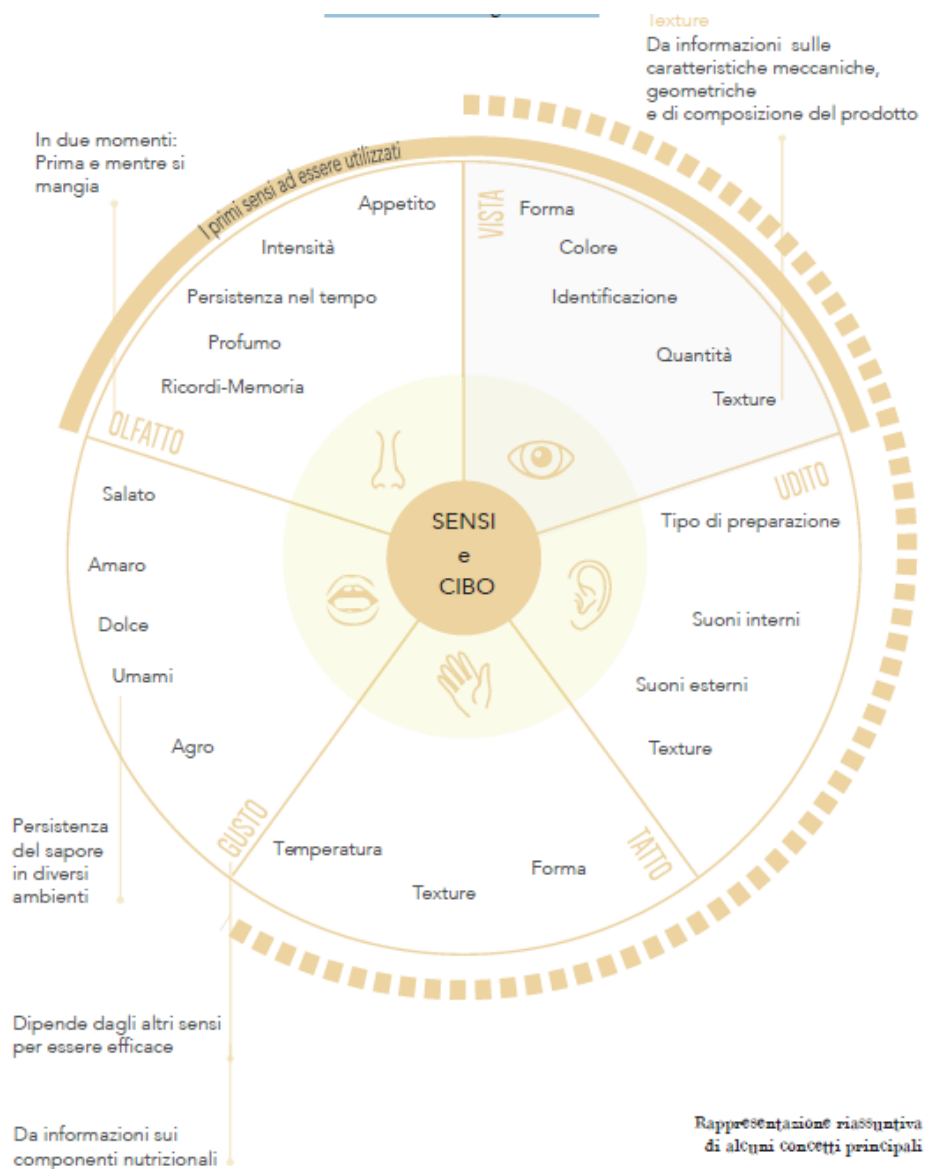 Texture
Da informazioni sulle
caratteristiche meccaniche,
geometriche
e di composizione del prodotto
In due momenti:
Prima e mentre si
mangia
I primi sensi ad essere utilizzati
Appetito
Intensità
Persistenza nel tempo
Profumo
Ricordi-Memoria
OLFATTO
VISTA
Forma
Colore
Identificazione
Quantità
Texture
UDITO
Tipo di preparazione
Suoni interni
Suoni esterni
Texture
SENSI
e
CIBO
Salato
Amaro
Dolce
Umami
Agro
GUSTO
Temperatura
Texture
Forma
TATTO
Persistenza
del sapore
in diversi
ambienti
Dipende dagli altri sensi
per essere efficace
Da informazioni sui
componenti nutrizionali
Rappresentazione riassuntiva
di alcuni concetti principali